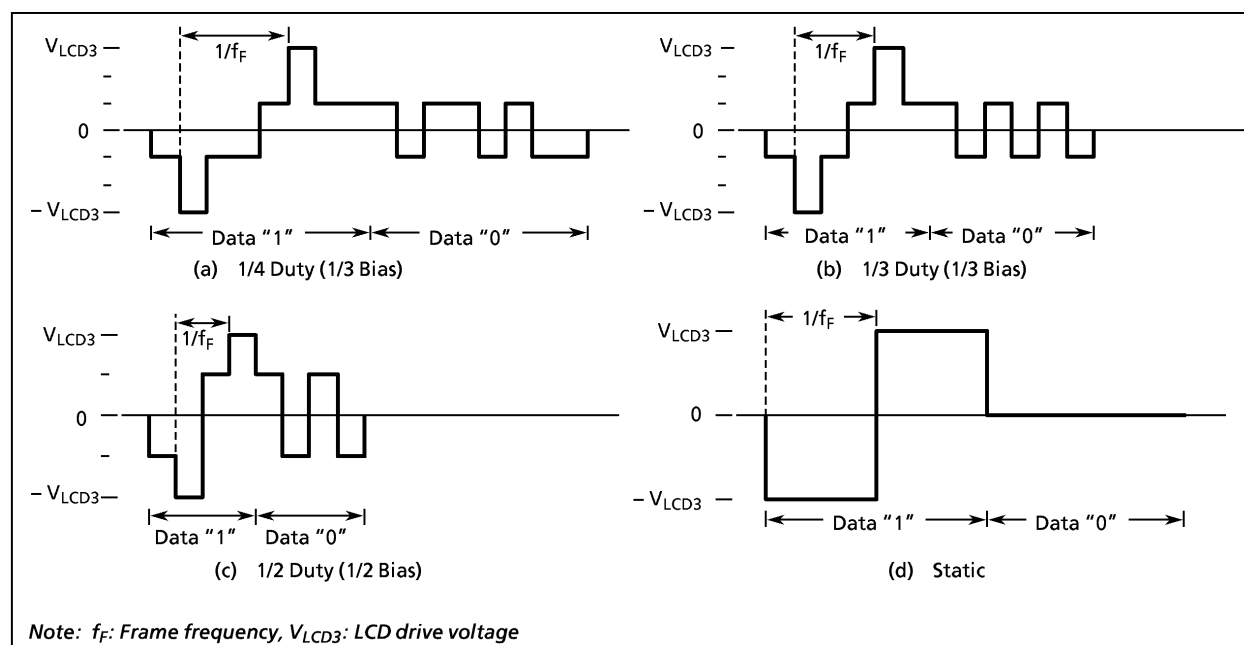 V_LCD3
1/f_F
0
– V_LCD3
Data “1”
Data “0”
(a) 1/4 Duty (1/3 Bias)
V_LCD3
1/f_F
0
– V_LCD3
Data “1”
Data “0”
(b) 1/3 Duty (1/3 Bias)
V_LCD3
1/f_F
0
– V_LCD3
Data “1”
Data “0”
(c) 1/2 Duty (1/2 Bias)
V_LCD3
1/f_F
0
– V_LCD3
Data “1”
Data “0”
(d) Static
Note: f_F: Frame frequency, V_LCD3: LCD drive voltage